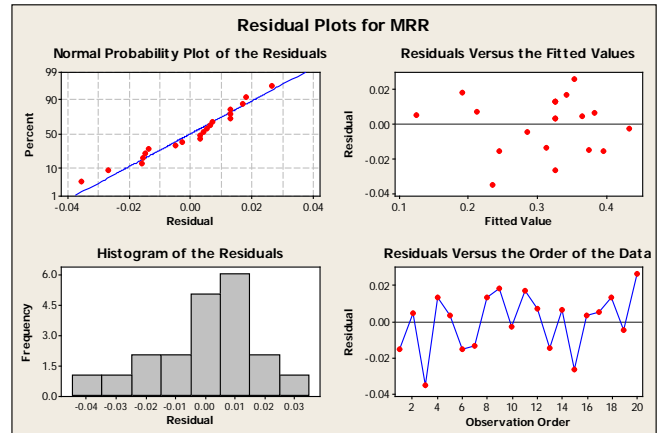 Residual Plots for MRR
Normal Probability Plot of the Residuals
99
90
50
10
1
Percent
-0.04 -0.02 0.00 0.02 0.04
Residual
Residuals Versus the Fitted Values
0.02
0.00
-0.02
-0.04
Residual
0.1 0.2 0.3 0.4
Fitted Value
Histogram of the Residuals
6.0
4.5
3.0
1.5
0.0
Frequency
-0.04 -0.03 -0.02 -0.01 0.00 0.01 0.02 0.03
Residual
Residuals Versus the Order of the Data
0.02
0.00
-0.02
-0.04
Residual
2 4 6 8 10 12 14 16 18 20
Observation Order